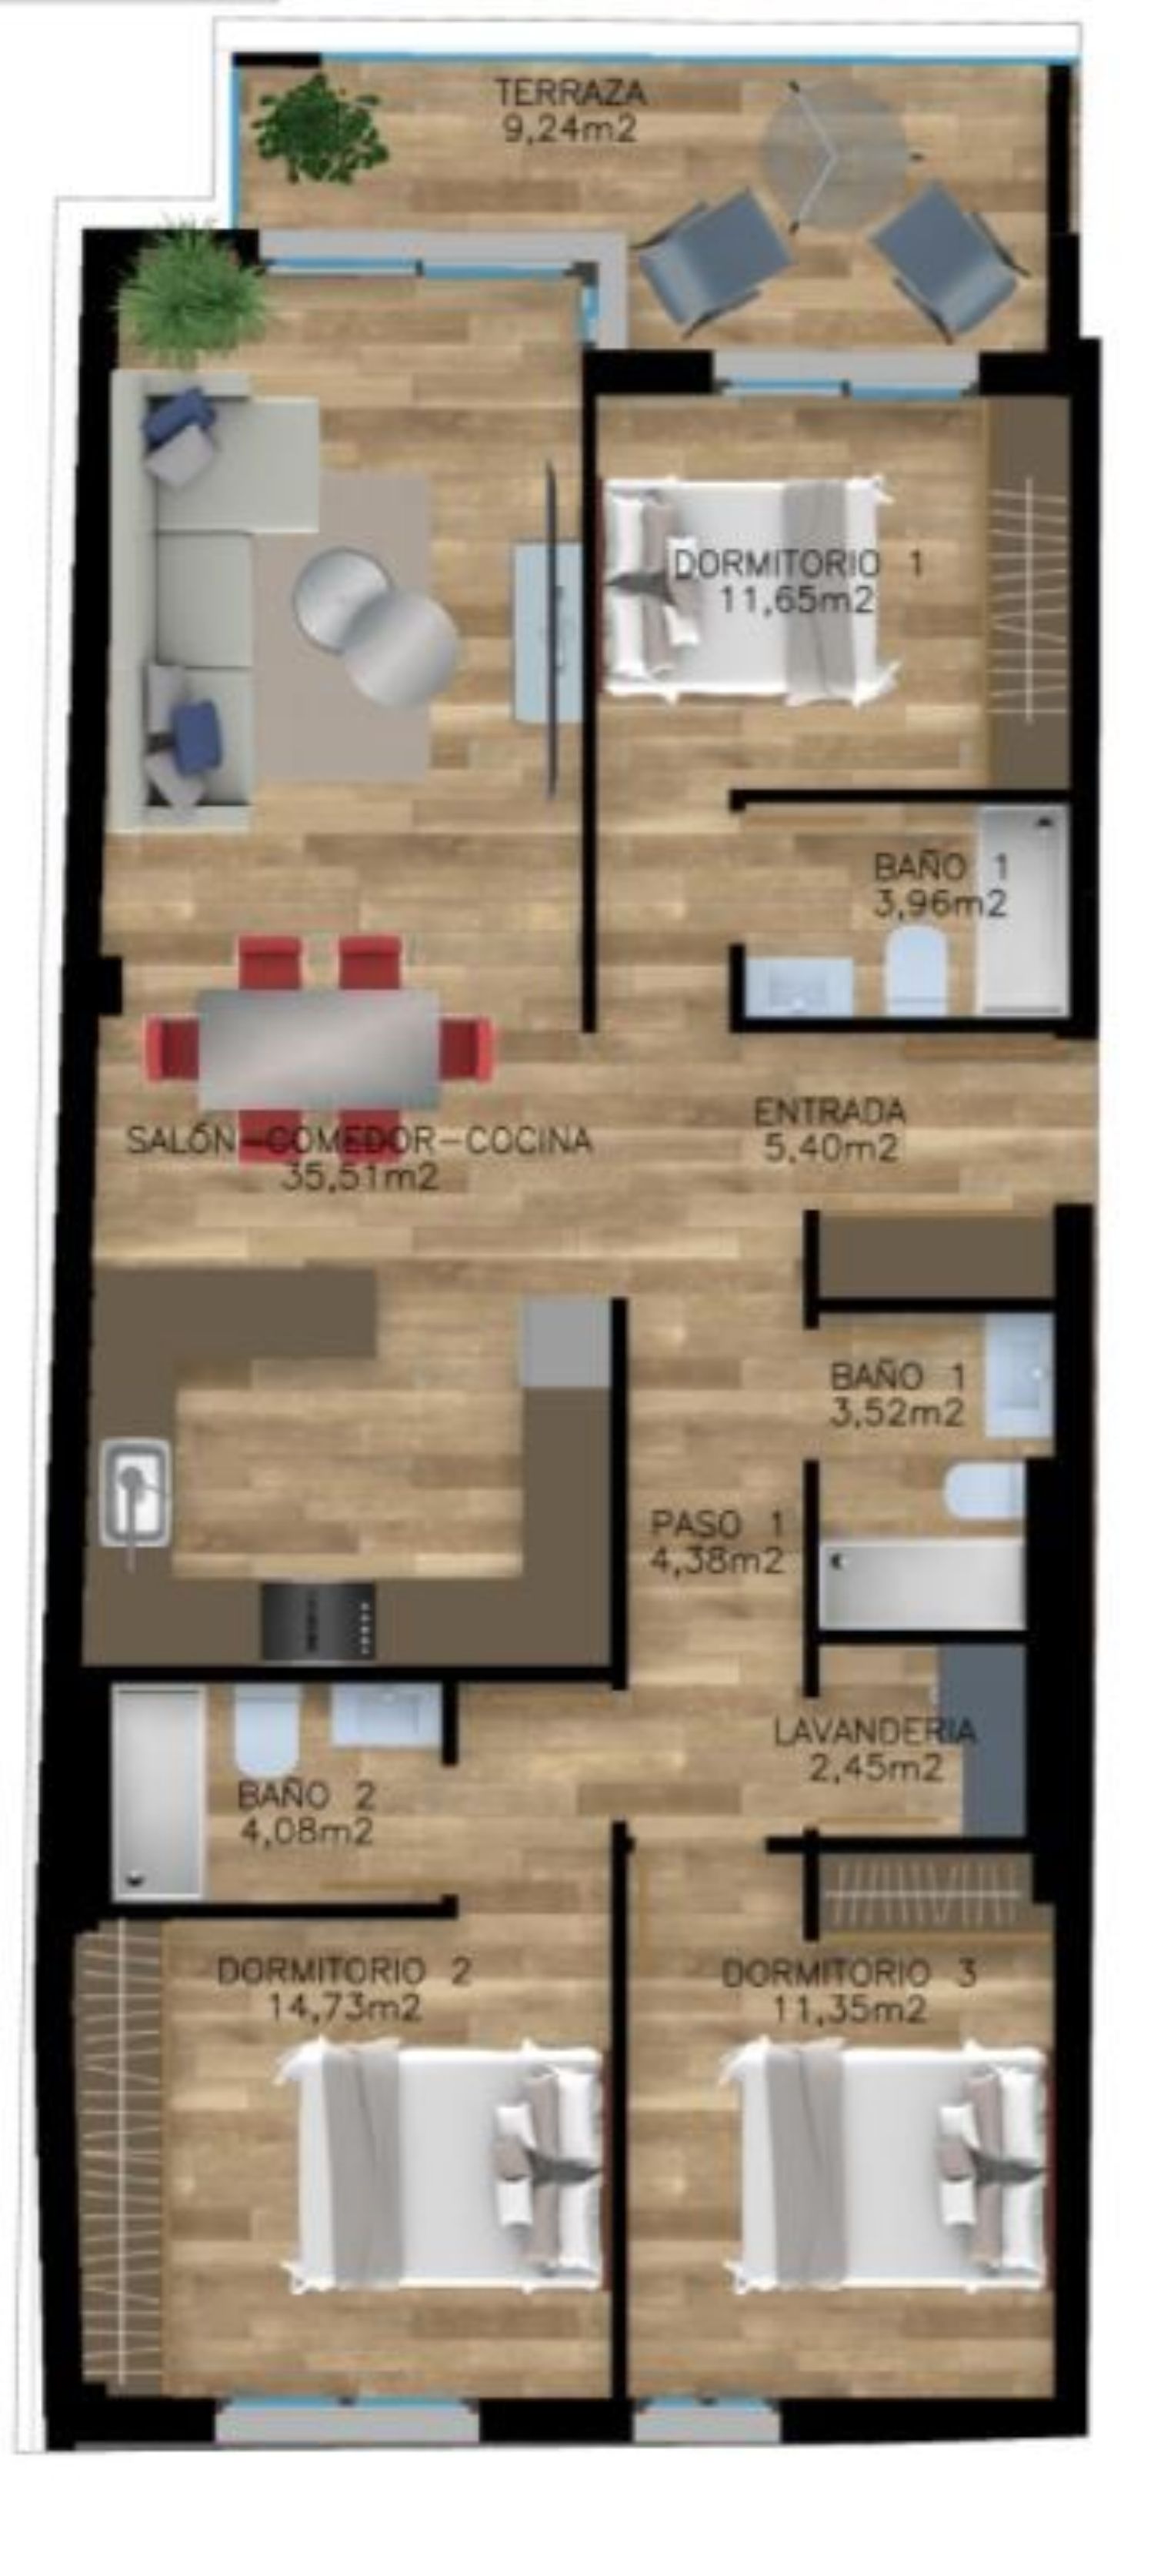 TERRAZA
9,24m2
DORMITORIO 1
11,65m2
BAÑO 1
3,96m2
ENTRADA
5,40m2
SALÓN-COMEDOR-COCINA
35,51m2
BAÑO 1
3,52m2
PASO 1
4,38m2
LAVANDERIA
2,45m2
BAÑO 2
4,08m2
DORMITORIO 2
14,73m2
DORMITORIO 3
11,35m2